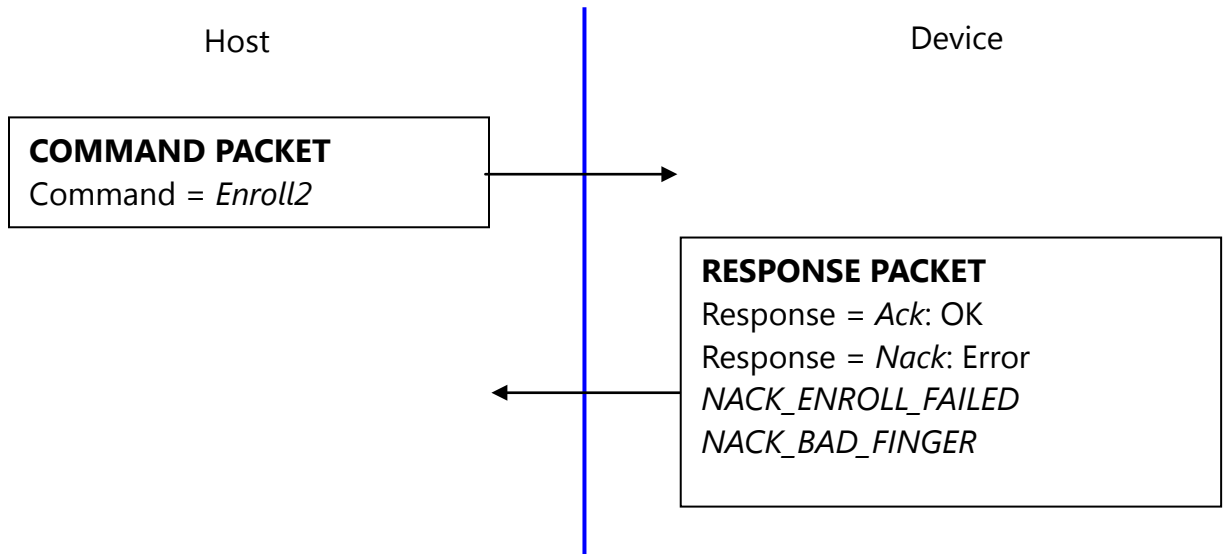 Host
Device
COMMAND PACKET
Command = Enroll2
RESPONSE PACKET
Response = Ack: OK
Response = Nack: Error
NACK_ENROLL_FAILED
NACK_BAD_FINGER